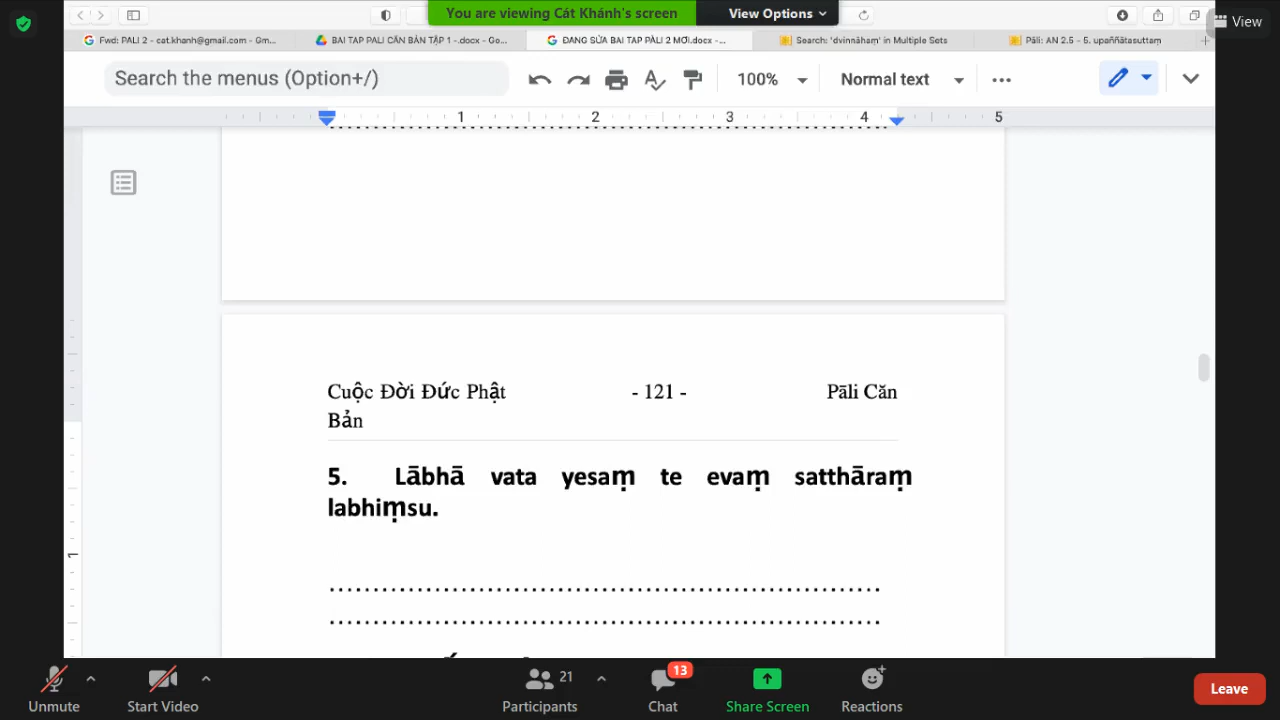 You are viewing Cát Khánh's screen
View Options
View
Fwd: PALI 2 - cat.khanh@gmail.com - Gm...
BAI TAP PALI CĂN BẢN TẬP 1 -.docx - Go...
ĐANG SỬA BAI TAP PÀLI 2 MƠI.docx -...
Search: 'dvinnāhaṃ' in Multiple Sets
Pāli: AN 2.5 - 5. upaññātasuttaṃ
Search the menus (Option+/)
100%
Normal text
1 2 3 4 5
Cuộc Đời Đức Phật - 121 - Pāli Căn
Bản
5. Lābhā vata yesaṃ te evaṃ satthāraṃ
labhiṃsu.
1
Unmute
Start Video
Participants
21
Chat
13
Share Screen
Reactions
Leave